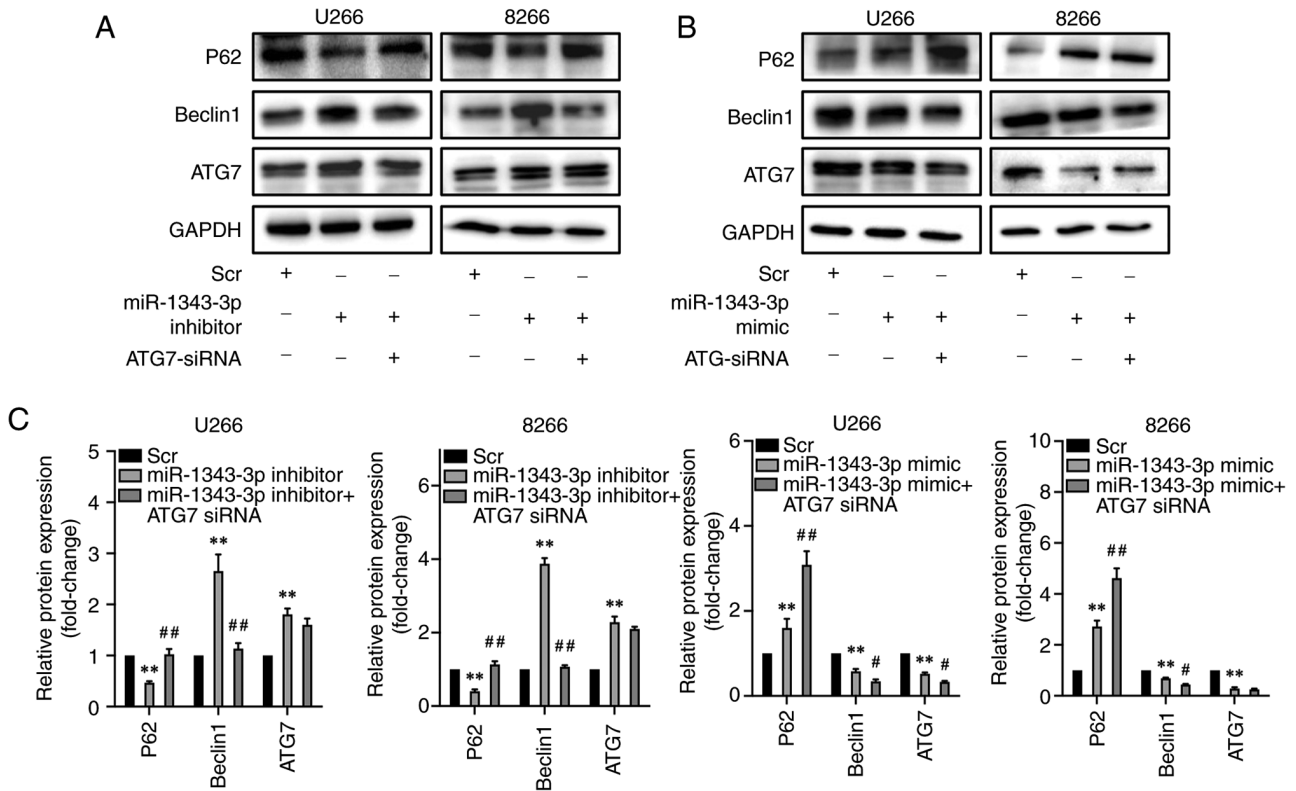 A
U266
8266
P62
Beclin1
ATG7
GAPDH
Scr + – – + – –
miR-1343-3p
inhibitor – + + – + +
ATG7-siRNA – – + – – +
B
U266
8266
P62
Beclin1
ATG7
GAPDH
Scr + – – + – –
miR-1343-3p
mimic – + + – + +
ATG-siRNA – – + – – +
C
U266
Relative protein expression
(fold-change)
5
4
3
2
1
0
Scr
miR-1343-3p inhibitor
miR-1343-3p inhibitor+
ATG7 siRNA
** ## ** ## **
P62 Beclin1 ATG7
8266
Relative protein expression
(fold-change)
6
4
2
0
Scr
miR-1343-3p inhibitor
miR-1343-3p inhibitor+
ATG7 siRNA
** ## ** ## **
P62 Beclin1 ATG7
U266
Relative protein expression
(fold-change)
6
4
2
0
Scr
miR-1343-3p mimic
miR-1343-3p mimic+
ATG7 siRNA
** ## ** # ** #
P62 Beclin1 ATG7
8266
Relative protein expression
(fold-change)
10
8
6
4
2
0
Scr
miR-1343-3p mimic
miR-1343-3p mimic+
ATG7 siRNA
** ## ** # **
P62 Beclin1 ATG7